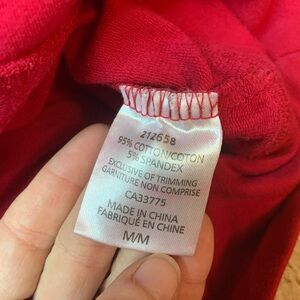 212658
95% COTTON/COTON
5% SPANDEX
EXCLUSIVE OF TRIMMING
GARNITURE NON COMPRISE
CA33775
MADE IN CHINA
FABRIQUÉ EN CHINE
M/M